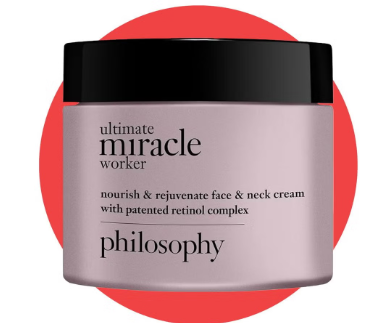 ultimate
miracle
worker
nourish & rejuvenate face & neck cream
with patented retinol complex
philosophy